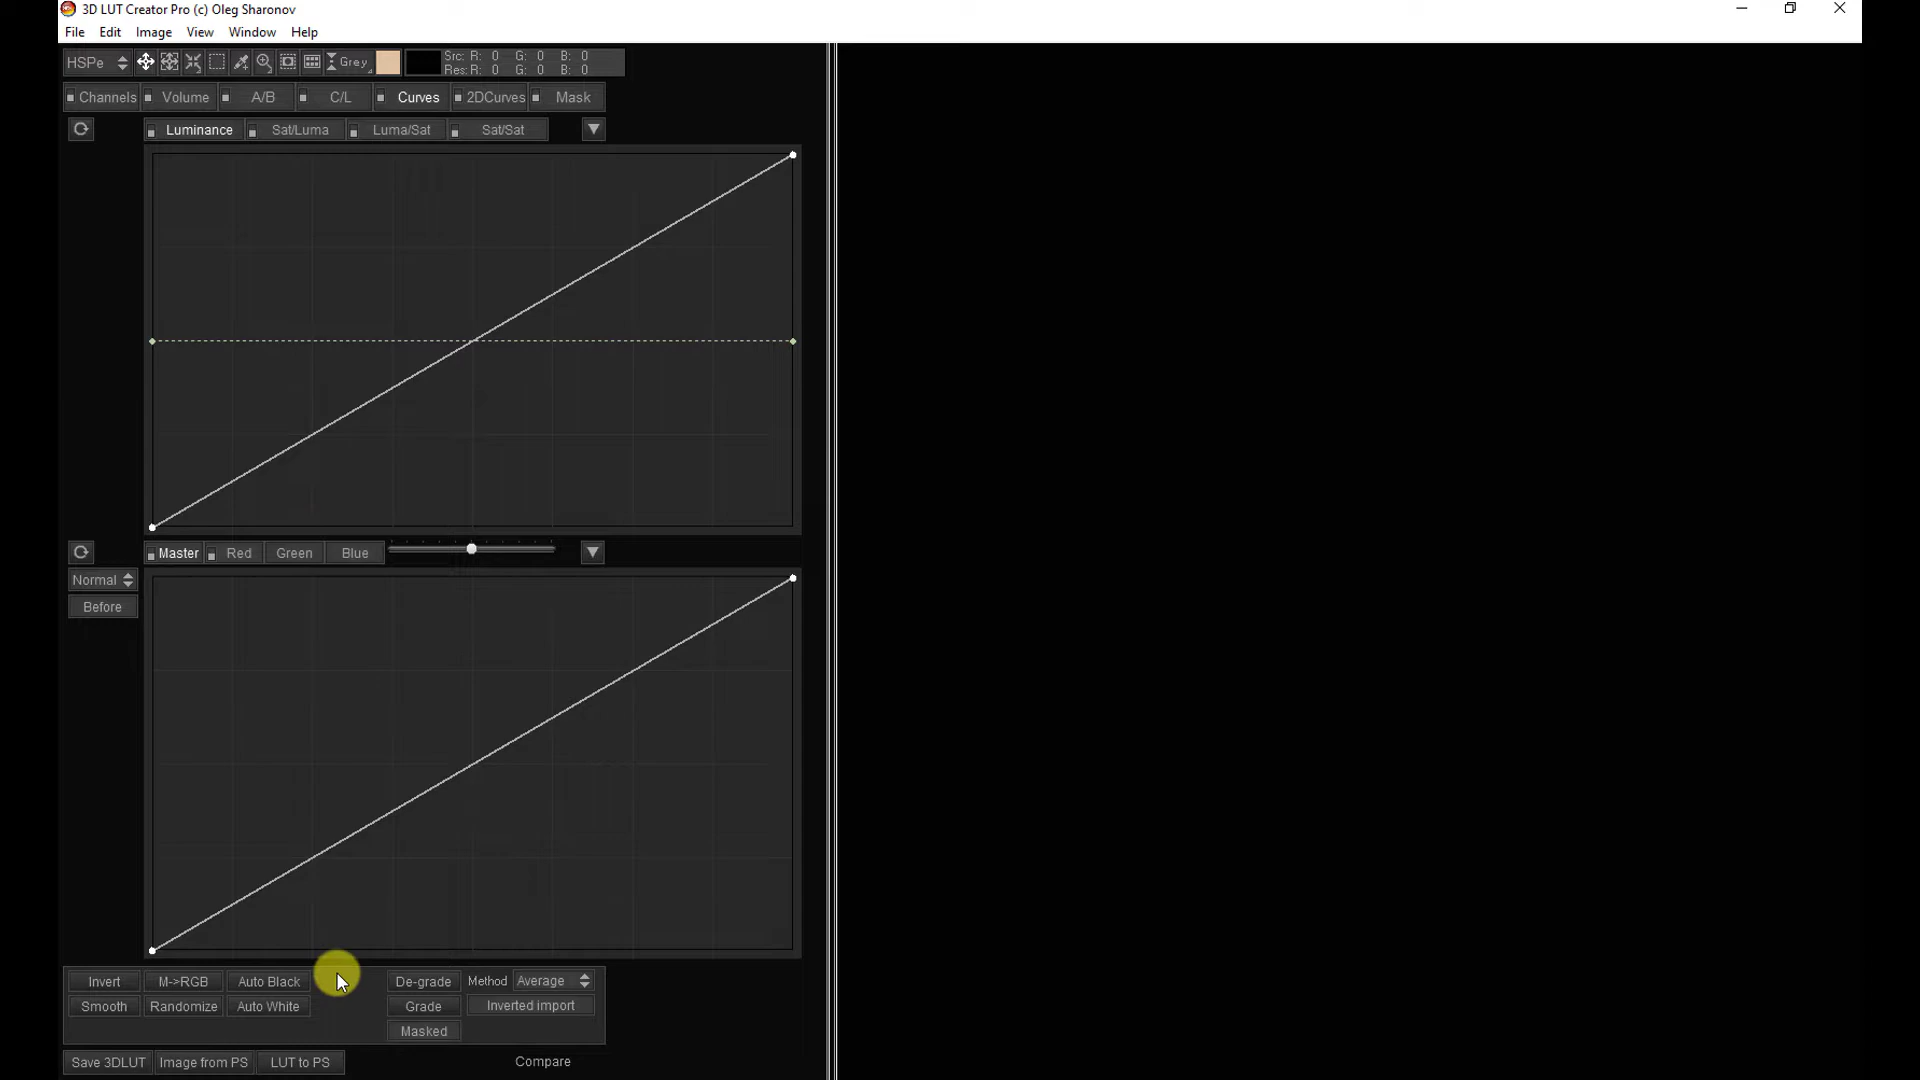 3D LUT Creator Pro (c) Oleg Sharonov
File Edit Image View Window Help
HSPe Grey Src: R: 0 G: 0 B: 0
Res: R: 0 G: 0 B: 0
Channels Volume A/B C/L Curves 2DCurves Mask
Luminance Sat/Luma Luma/Sat Sat/Sat
Master Red Green Blue
Normal
Before
Invert M->RGB Auto Black De-grade Method Average
Smooth Randomize Auto White Grade Inverted import
Masked
Save 3DLUT Image from PS LUT to PS Compare